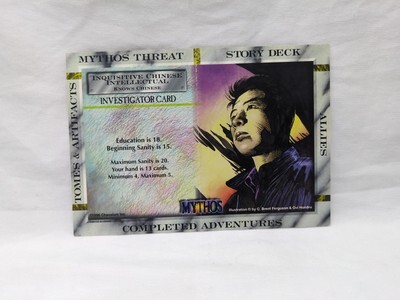 MYTHOS THREAT
STORY DECK
TOMES & ARTIFACTS
ALLIES
INQUISITIVE CHINESE
INTELLECTUAL
KNOWS CHINESE
INVESTIGATOR CARD
Education is 18.
Beginning Sanity is 15.
Maximum Sanity is 20.
Your hand is 13 cards.
Minimum 4. Maximum 5.
MYTHOS
COMPLETED ADVENTURES